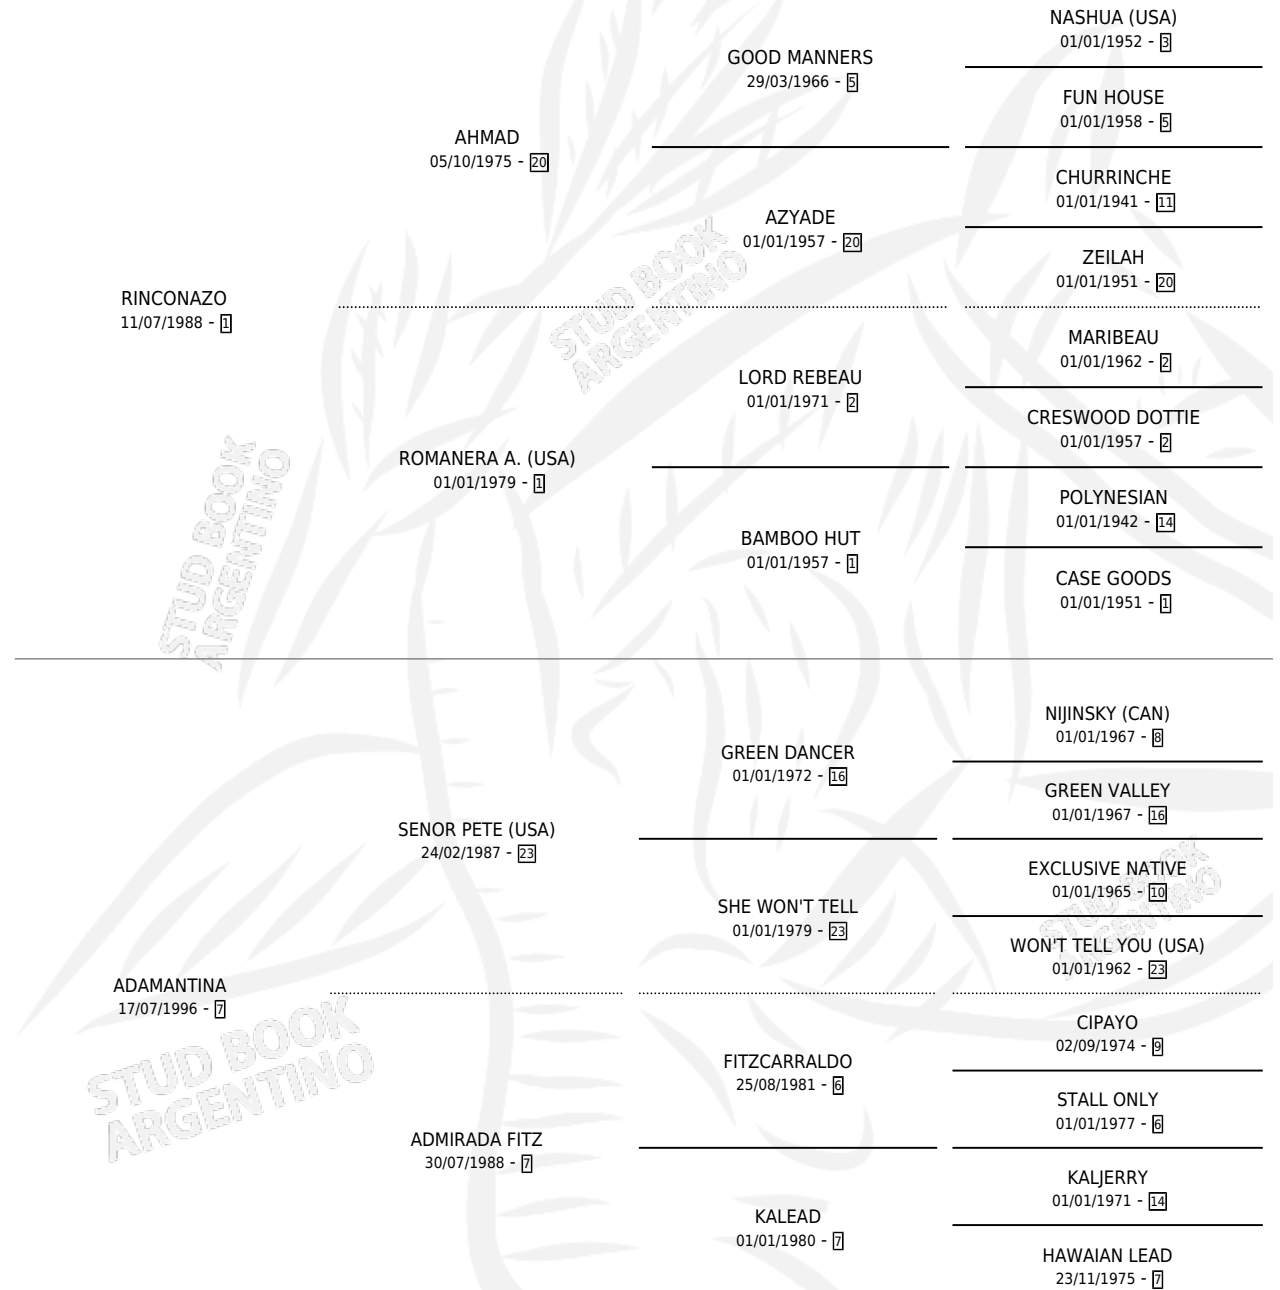 NASHUA (USA)
01/01/1952 - 3
GOOD MANNERS
29/03/1966 - 5
FUN HOUSE
01/01/1958 - 5
AHMAD
05/10/1975 - 20
CHURRINCHE
01/01/1941 - 11
AZYADE
01/01/1957 - 20
ZEILAH
01/01/1951 - 20
RINCONAZO
11/07/1988 - 1
MARIBEAU
01/01/1962 - 2
LORD REBEAU
01/01/1971 - 2
CRESWOOD DOTTIE
01/01/1957 - 2
ROMANERA A. (USA)
01/01/1979 - 1
POLYNESIAN
01/01/1942 - 14
BAMBOO HUT
01/01/1957 - 1
CASE GOODS
01/01/1951 - 1
STUD BOOK
ARGENTINO
STUD BOOK
ARGENTINO
NIJINSKY (CAN)
01/01/1967 - 8
GREEN DANCER
01/01/1972 - 16
GREEN VALLEY
01/01/1967 - 16
SENOR PETE (USA)
24/02/1987 - 23
EXCLUSIVE NATIVE
01/01/1965 - 10
SHE WON'T TELL
01/01/1979 - 23
WON'T TELL YOU (USA)
01/01/1962 - 23
ADAMANTINA
17/07/1996 - 7
CIPAYO
02/09/1974 - 9
FITZCARRALDO
25/08/1981 - 6
STALL ONLY
01/01/1977 - 6
ADMIRADA FITZ
30/07/1988 - 7
KALJERRY
01/01/1971 - 14
KALEAD
01/01/1980 - 7
HAWAIAN LEAD
23/11/1975 - 7
STUD BOOK
ARGENTINO
STUD BOOK
ARGENTINO